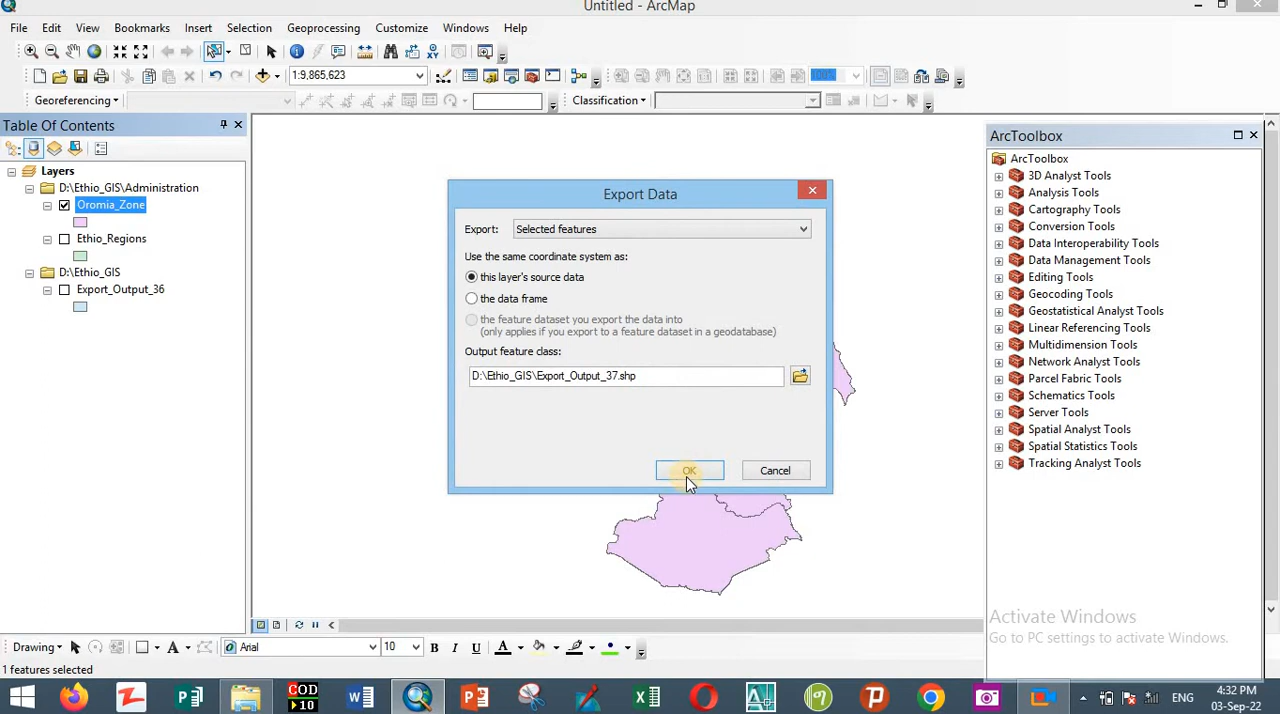 Untitled - ArcMap
File Edit View Bookmarks Insert Selection Geoprocessing Customize Windows Help
1:9,865,623
100%
Georeferencing
Classification
Table Of Contents
Layers
D:\Ethio_GIS\Administration
Oromia_Zone
Ethio_Regions
D:\Ethio_GIS
Export_Output_36
Export Data
Export: Selected features
Use the same coordinate system as:
this layer's source data
the data frame
the feature dataset you export the data into
(only applies if you export to a feature dataset in a geodatabase)
Output feature class:
D:\Ethio_GIS\Export_Output_37.shp
OK Cancel
ArcToolbox
ArcToolbox
3D Analyst Tools
Analysis Tools
Cartography Tools
Conversion Tools
Data Interoperability Tools
Data Management Tools
Editing Tools
Geocoding Tools
Geostatistical Analyst Tools
Linear Referencing Tools
Multidimension Tools
Network Analyst Tools
Parcel Fabric Tools
Schematics Tools
Server Tools
Spatial Analyst Tools
Spatial Statistics Tools
Tracking Analyst Tools
Activate Windows
Go to PC settings to activate Windows.
Drawing A Arial 10 B I U A
1 features selected
COD
10
ENG
4:32 PM
03-Sep-22